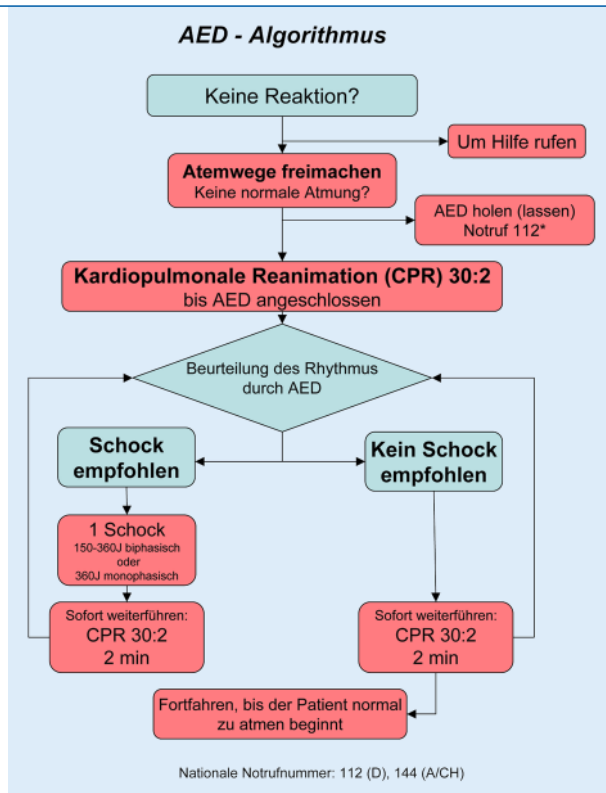 AED - Algorithmus
Keine Reaktion?
Um Hilfe rufen
Atemwege freimachen
Keine normale Atmung?
AED holen (lassen)
Notruf 112*
Kardiopulmonale Reanimation (CPR) 30:2
bis AED angeschlossen
Beurteilung des Rhythmus
durch AED
Schock
empfohlen
Kein Schock
empfohlen
1 Schock
150-360J biphasisch
oder
360J monophasisch
Sofort weiterführen:
CPR 30:2
2 min
Sofort weiterführen:
CPR 30:2
2 min
Fortfahren, bis der Patient normal
zu atmen beginnt
Nationale Notrufnummer: 112 (D), 144 (A/CH)